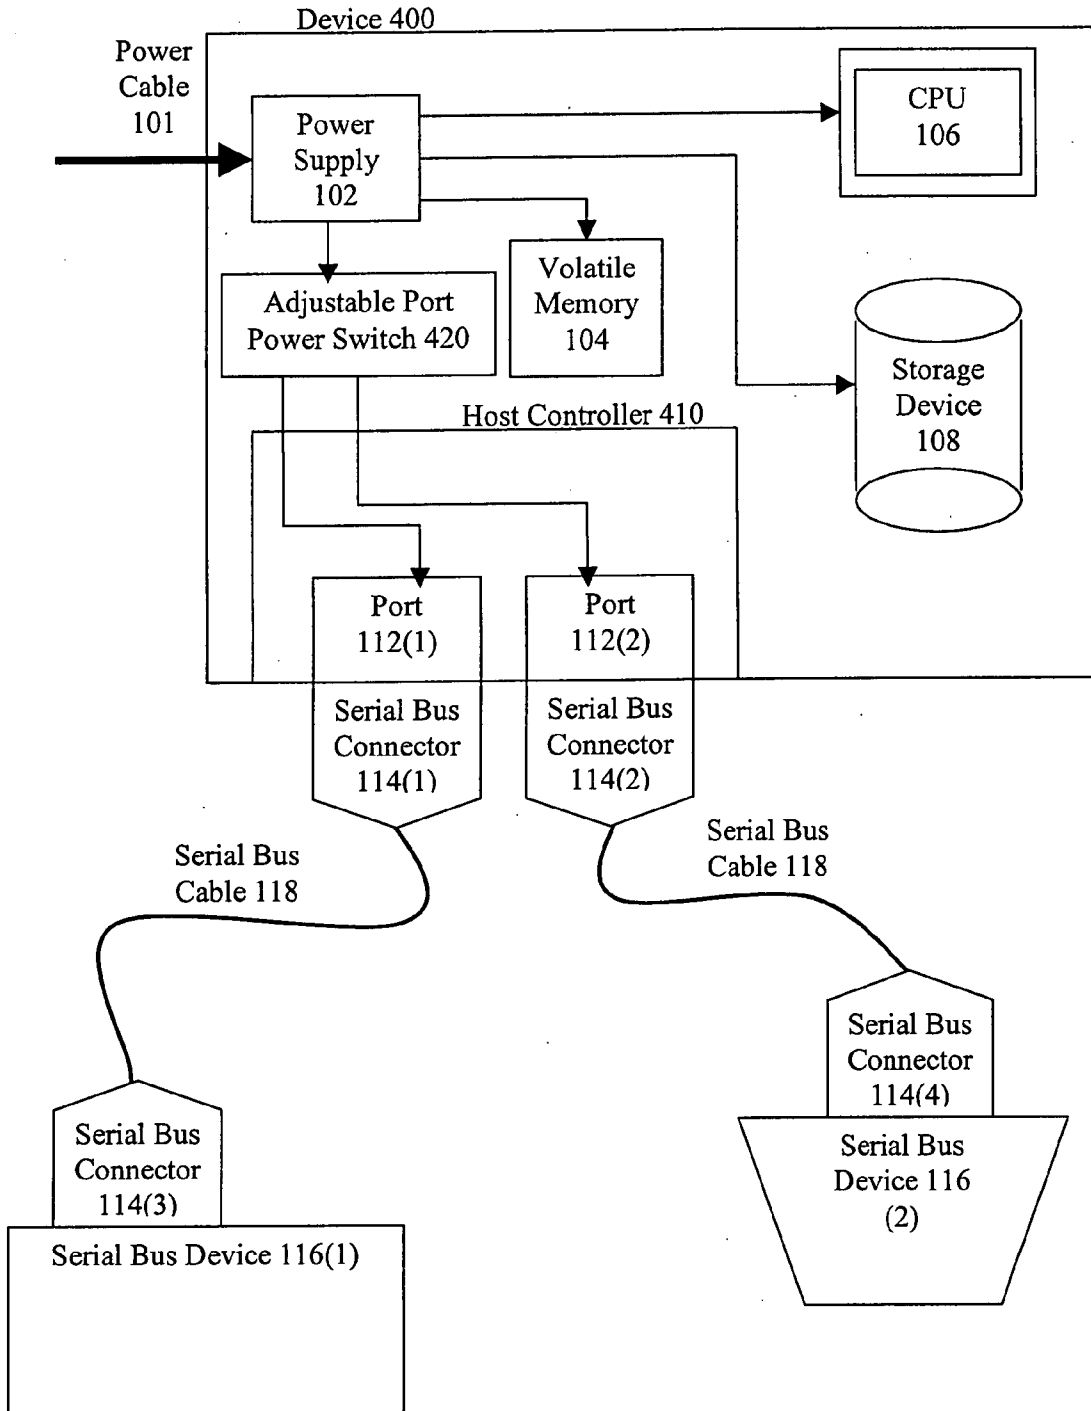 Device 400
Power
Cable
101
Power
Supply
102
CPU
106
Volatile
Memory
104
Adjustable Port
Power Switch 420
Storage
Device
108
Host Controller 410
Port
112(1)
Port
112(2)
Serial Bus
Connector
114(1)
Serial Bus
Connector
114(2)
Serial Bus
Cable 118
Serial Bus
Cable 118
Serial Bus
Connector
114(4)
Serial Bus
Device 116
(2)
Serial Bus
Connector
114(3)
Serial Bus Device 116(1)